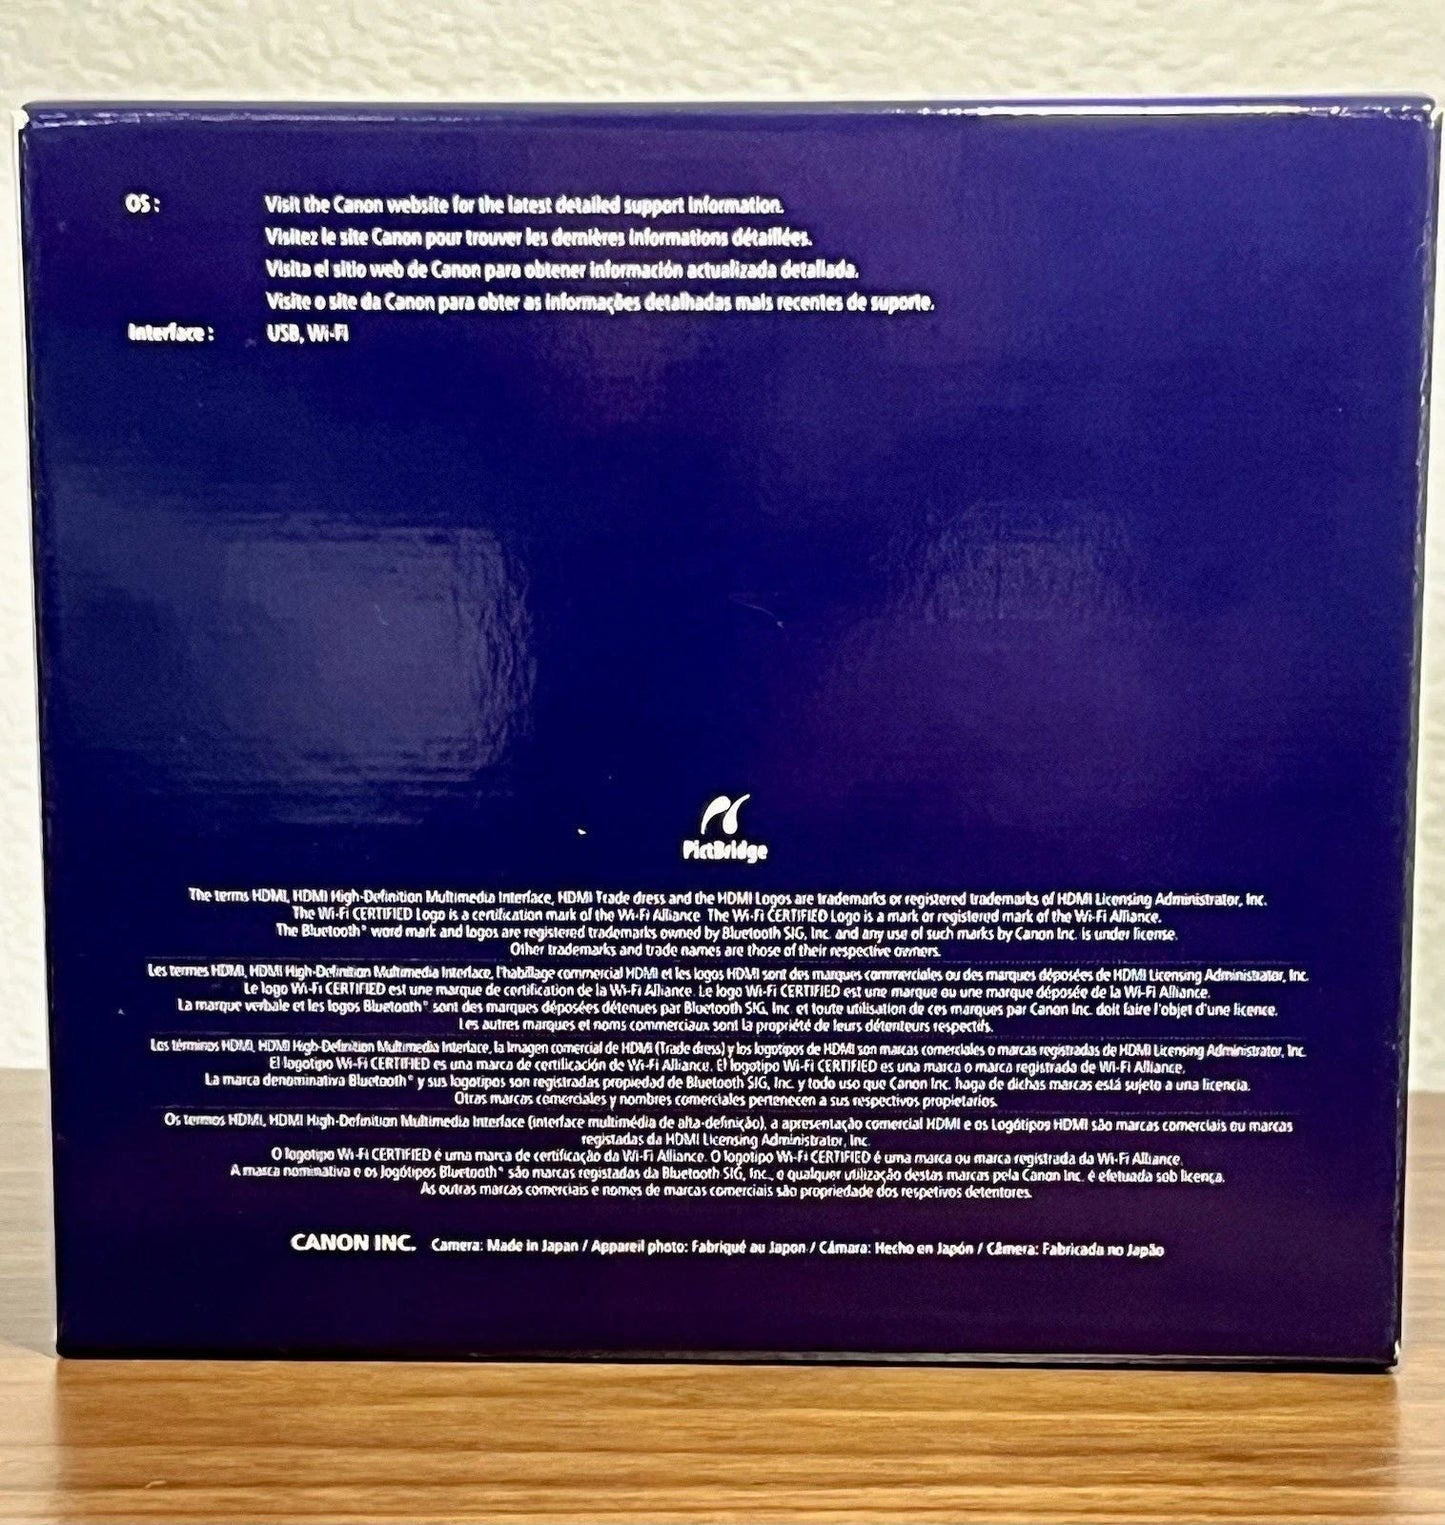 OS : Visit the Canon website for the latest detailed support information.
Visitez le site Canon pour trouver les dernières informations détaillées.
Visita el sitio web de Canon para obtener información actualizada detallada.
Visite o site da Canon para obter as informações detalhadas mais recentes de suporte.
Interface : USB, Wi-Fi
PictBridge
The terms HDMI, HDMI High-Definition Multimedia Interface, HDMI Trade dress and the HDMI Logos are trademarks or registered trademarks of HDMI Licensing Administrator, Inc.
The Wi-Fi CERTIFIED Logo is a certification mark of the Wi-Fi Alliance. The Wi-Fi CERTIFIED Logo is a mark or registered mark of the Wi-Fi Alliance.
The Bluetooth® word mark and logos are registered trademarks owned by Bluetooth SIG, Inc. and any use of such marks by Canon Inc. is under license.
Other trademarks and trade names are those of their respective owners.
Les termes HDMI, HDMI High-Definition Multimedia Interface, l'habillage commercial HDMI et les logos HDMI sont des marques commerciales ou des marques déposées de HDMI Licensing Administrator, Inc.
Le logo Wi-Fi CERTIFIED est une marque de certification de la Wi-Fi Alliance. Le logo Wi-Fi CERTIFIED est une marque ou une marque déposée de la Wi-Fi Alliance.
La marque verbale et les logos Bluetooth® sont des marques déposées détenues par Bluetooth SIG, Inc. et toute utilisation de ces marques par Canon Inc. doit faire l'objet d'une licence.
Les autres marques et noms commerciaux sont la propriété de leurs détenteurs respectifs.
Los términos HDMI, HDMI High-Definition Multimedia Interface, la Imagen comercial de HDMI (Trade dress) y los logotipos de HDMI son marcas comerciales o marcas registradas de HDMI Licensing Administrator, Inc.
El logotipo Wi-Fi CERTIFIED es una marca de certificación de Wi-Fi Alliance. El logotipo Wi-Fi CERTIFIED es una marca o marca registrada de Wi-Fi Alliance.
La marca denominativa Bluetooth® y sus logotipos son registradas propiedad de Bluetooth SIG, Inc. y todo uso que Canon Inc. haga de dichas marcas está sujeto a una licencia.
Otras marcas comerciales y nombres comerciales pertenecen a sus respectivos propietarios.
Os termos HDMI, HDMI High-Definition Multimedia Interface (interface multimédia de alta-definição), a apresentação comercial HDMI e os Logótipos HDMI são marcas comerciais ou marcas
registadas da HDMI Licensing Administrator, Inc.
O logotipo Wi-Fi CERTIFIED é uma marca de certificação da Wi-Fi Alliance. O logotipo Wi-Fi CERTIFIED é uma marca ou marca registrada da Wi-Fi Alliance.
A marca nominativa e os logótipos Bluetooth® são marcas registadas da Bluetooth SIG, Inc., e qualquer utilização destas marcas pela Canon Inc. é efetuada sob licença.
As outras marcas comerciais e nomes de marcas comerciais são propriedade dos respetivos detentores.
CANON INC. Camera: Made in Japan / Appareil photo: Fabriqué au Japon / Cámara: Hecho en Japón / Câmera: Fabricada no Japão